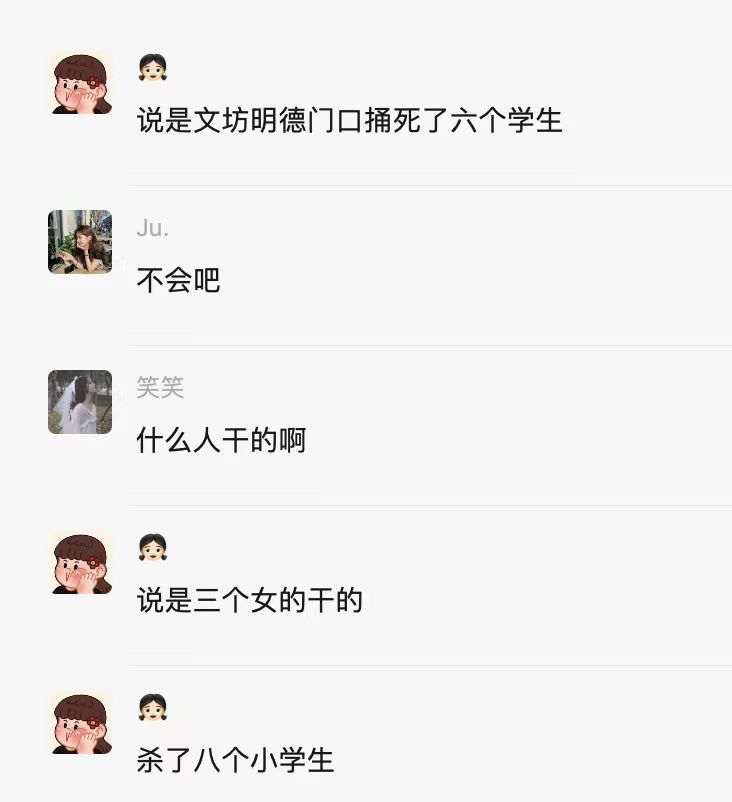 说是文坊明德门口捅死了六个学生
Ju.
不会吧
笑笑
什么人干的啊
说是三个女的干的
杀了八个小学生